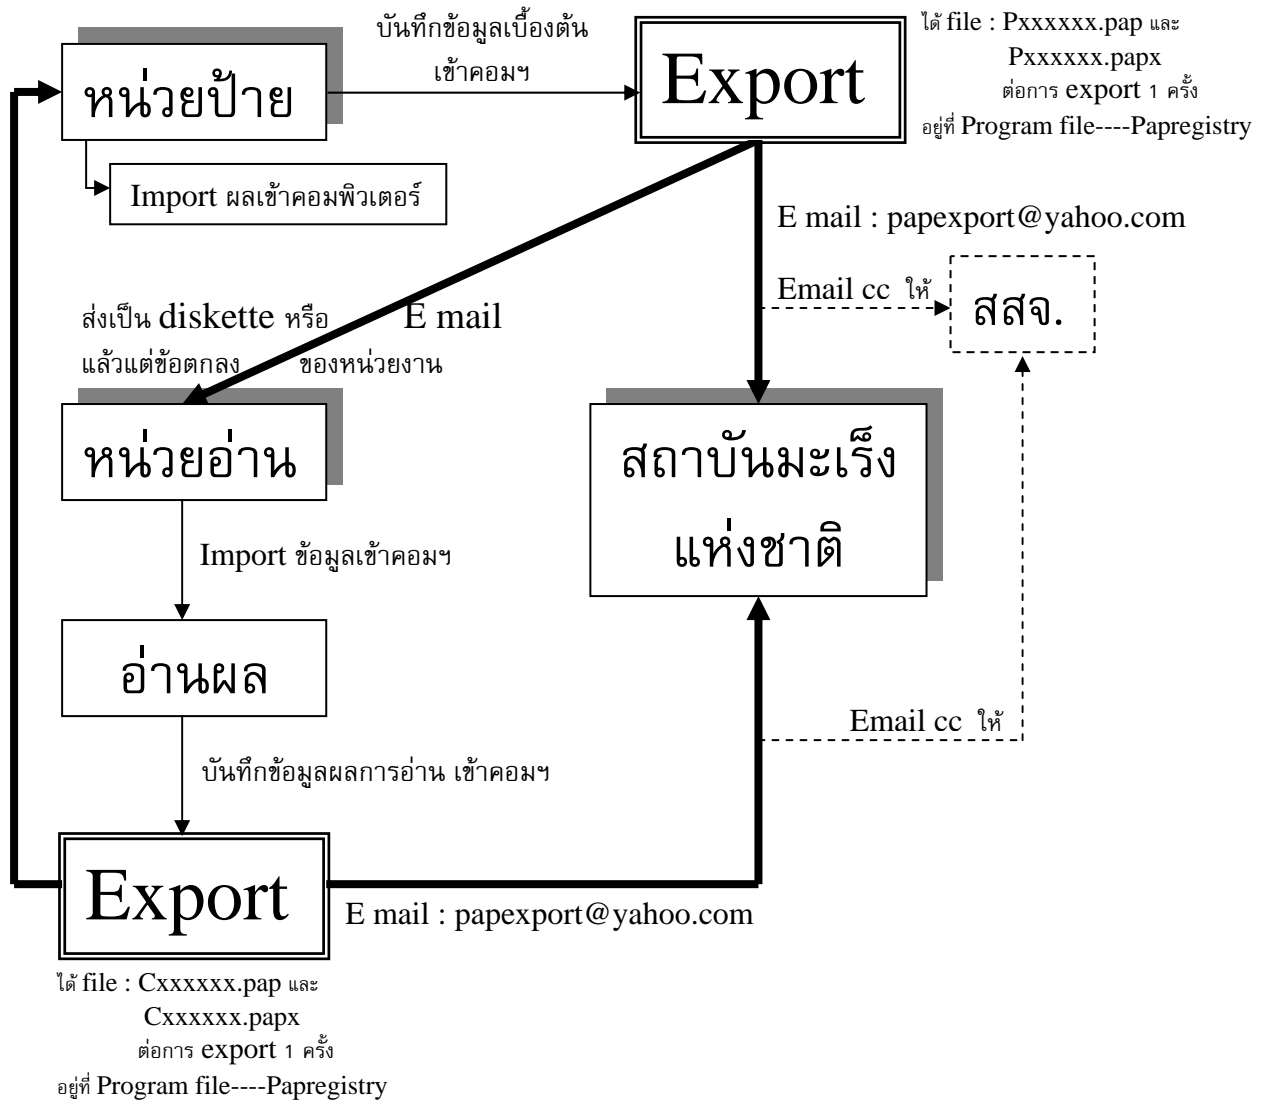 บันทึกข้อมูลเบื้องต้น
เข้าคอมฯ
หน่วยป้าย
Export
ได้ file : Pxxxxxx.pap และ
Pxxxxxx.papx
ต่อการ export 1 ครั้ง
อยู่ที่ Program file----Papregistry
Import ผลเข้าคอมพิวเตอร์
E mail : papexport@yahoo.com
Email cc ให้
สสจ.
ส่งเป็น diskette หรือ E mail
แล้วแต่ข้อตกลง ของหน่วยงาน
หน่วยอ่าน
สถาบันมะเร็ง
แห่งชาติ
Import ข้อมูลเข้าคอมฯ
อ่านผล
Email cc ให้
บันทึกข้อมูลผลการอ่าน เข้าคอมฯ
Export
E mail : papexport@yahoo.com
ได้ file : Cxxxxxx.pap และ
Cxxxxxx.papx
ต่อการ export 1 ครั้ง
อยู่ที่ Program file----Papregistry